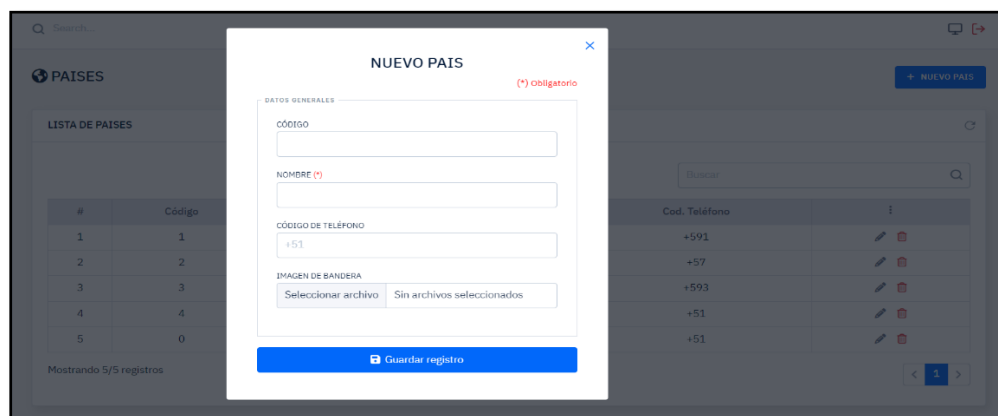 Search...
PAISES
+ NUEVO PAIS
LISTA DE PAISES
Buscar
# Código Cod. Teléfono
1 1 +591
2 2 +57
3 3 +593
4 4 +51
5 0 +51
Mostrando 5/5 registros
< 1 >
NUEVO PAIS
(*) Obligatorio
DATOS GENERALES
CÓDIGO
NOMBRE (*)
CÓDIGO DE TELÉFONO
+51
IMAGEN DE BANDERA
Seleccionar archivo Sin archivos seleccionados
Guardar registro